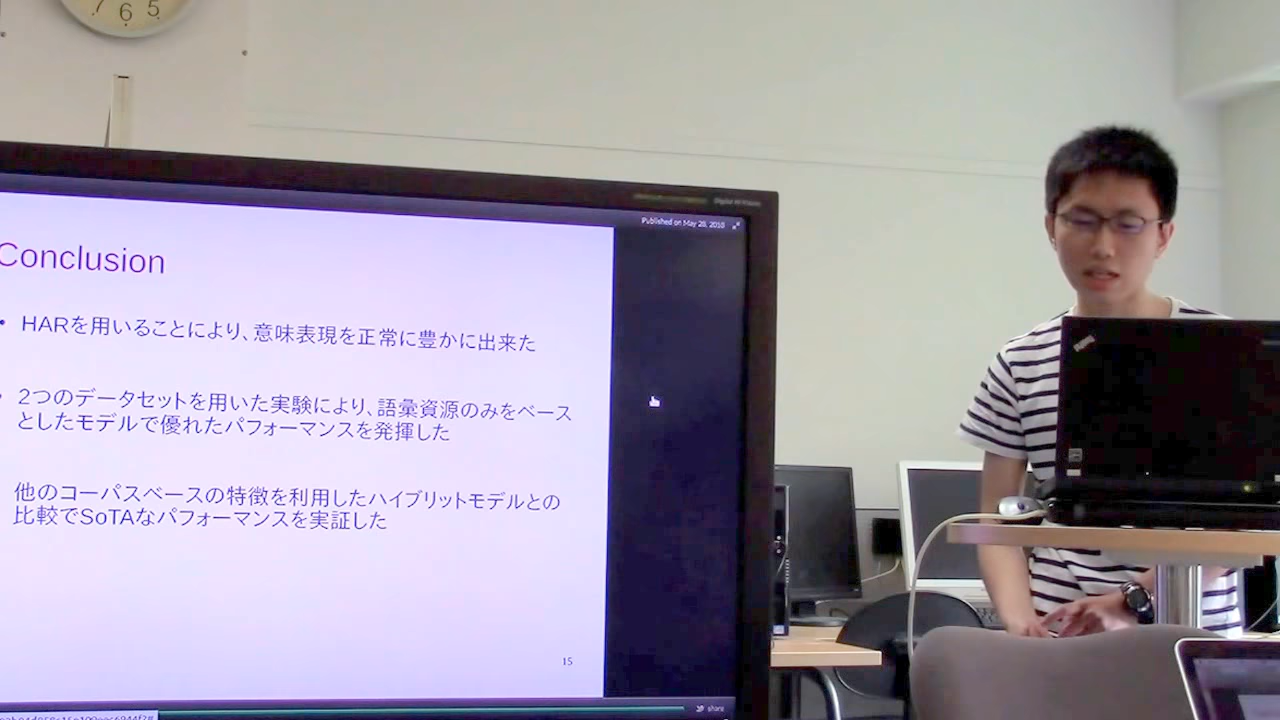 7 6 5
Published on May 28, 2018
Conclusion
• HARを用いることにより、意味表現を正常に豊かに出来た
• 2つのデータセットを用いた実験により、語彙資源のみをベース
としたモデルで優れたパフォーマンスを発揮した
他のコーパスベースの特徴を利用したハイブリットモデルとの
比較でSoTAなパフォーマンスを実証した
15
share